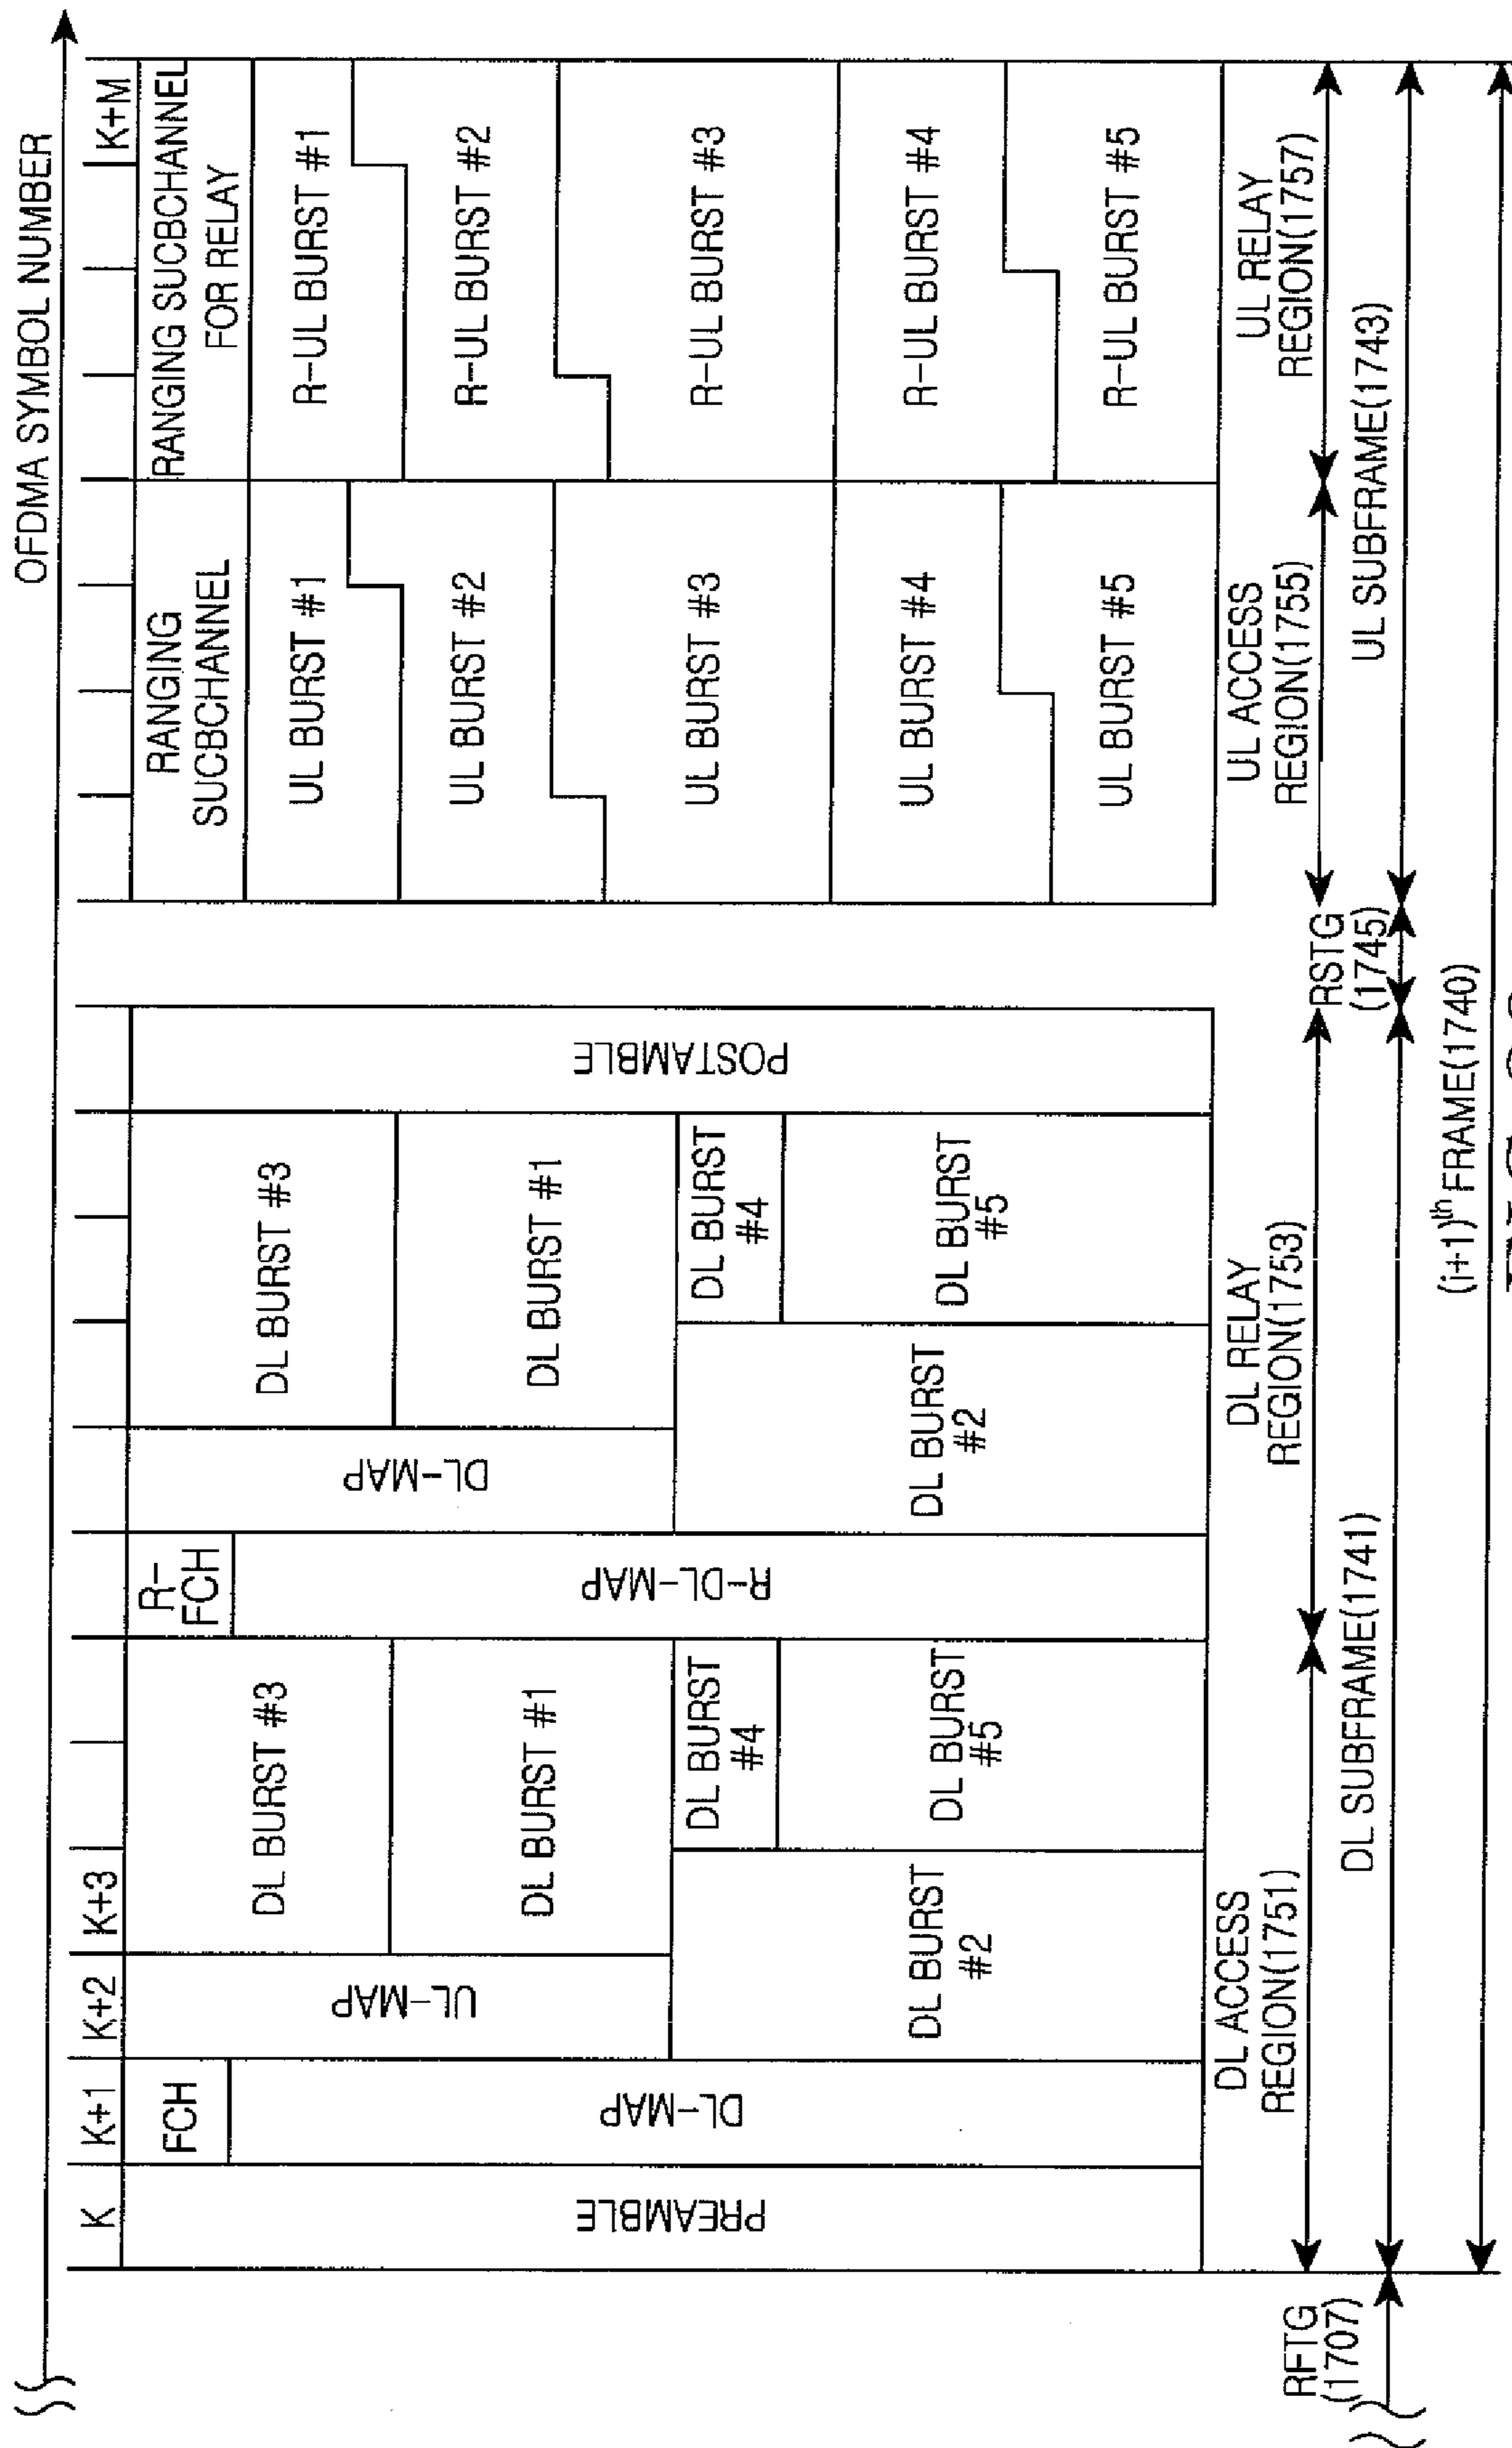 OFDMA SYMBOL NUMBER
K
K+1
K+2
K+3
K+M
PREAMBLE
FCH
DL-MAP
UL-MAP
DL BURST #3
DL BURST #1
DL BURST
#2
DL BURST
#4
DL BURST
#5
R-
FCH
R-DL-MAP
DL-MAP
DL BURST #3
DL BURST #1
DL BURST
#2
DL BURST
#4
DL BURST
#5
POSTAMBLE
RANGING
SUCBCHANNEL
UL BURST #1
UL BURST #2
UL BURST #3
UL BURST #4
UL BURST #5
RANGING SUCBCHANNEL
FOR RELAY
R-UL BURST #1
R-UL BURST #2
R-UL BURST #3
R-UL BURST #4
R-UL BURST #5
RFTG
(1707)
DL ACCESS
REGION(1751)
DL RELAY
REGION(1753)
RSTG
(1745)
UL ACCESS
REGION(1755)
UL RELAY
REGION(1757)
DL SUBFRAME(1741)
UL SUBFRAME(1743)
(i+1)th FRAME(1740)